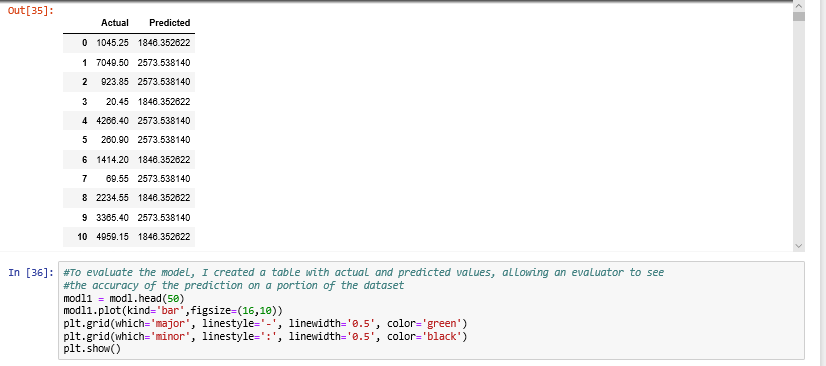 Out[35]:
Actual Predicted
0 1045.25 1846.352622
1 7049.50 2573.538140
2 923.85 2573.538140
3 20.45 1846.352622
4 4266.40 2573.538140
5 260.90 2573.538140
6 1414.20 1846.352622
7 69.55 2573.538140
8 2234.55 1846.352622
9 3365.40 2573.538140
10 4959.15 1846.352622
In [36]: #To evaluate the model, I created a table with actual and predicted values, allowing an evaluator to see
#the accuracy of the prediction on a portion of the dataset
modl1 = modl.head(50)
modl1.plot(kind='bar',figsize=(16,10))
plt.grid(which='major', linestyle='-', linewidth='0.5', color='green')
plt.grid(which='minor', linestyle=':', linewidth='0.5', color='black')
plt.show()